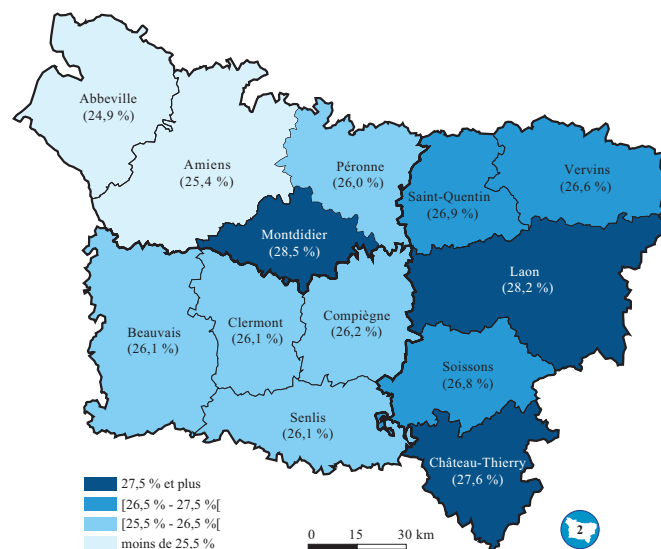 Abbeville
(24,9 %)
Amiens
(25,4 %)
Péronne
(26,0 %)
Saint-Quentin
(26,9 %)
Vervins
(26,6 %)
Montdidier
(28,5 %)
Laon
(28,2 %)
Beauvais
(26,1 %)
Clermont
(26,1 %)
Compiègne
(26,2 %)
Soissons
(26,8 %)
Senlis
(26,1 %)
Château-Thierry
(27,6 %)
27,5 % et plus
[26,5 % - 27,5 %[
[25,5 % - 26,5 %[
moins de 25,5 %
0 15 30 km
2